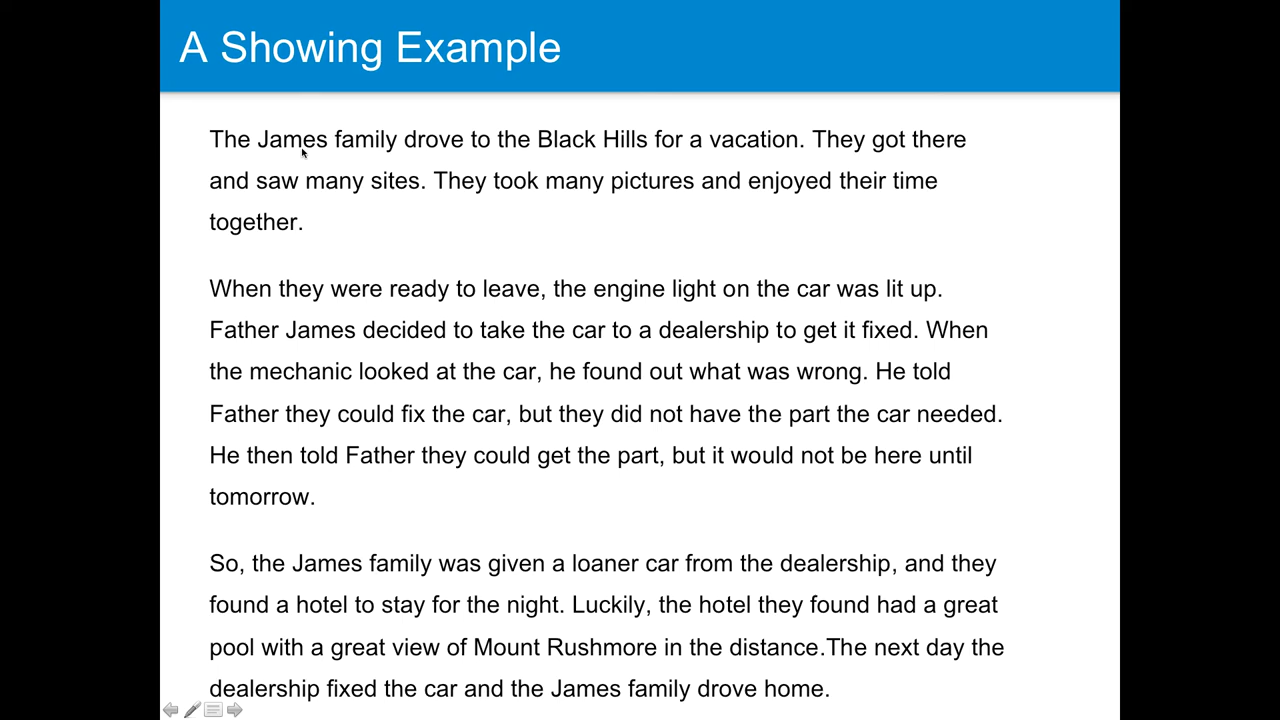 A Showing Example
The James family drove to the Black Hills for a vacation. They got there
and saw many sites. They took many pictures and enjoyed their time
together.
When they were ready to leave, the engine light on the car was lit up.
Father James decided to take the car to a dealership to get it fixed. When
the mechanic looked at the car, he found out what was wrong. He told
Father they could fix the car, but they did not have the part the car needed.
He then told Father they could get the part, but it would not be here until
tomorrow.
So, the James family was given a loaner car from the dealership, and they
found a hotel to stay for the night. Luckily, the hotel they found had a great
pool with a great view of Mount Rushmore in the distance.The next day the
dealership fixed the car and the James family drove home.